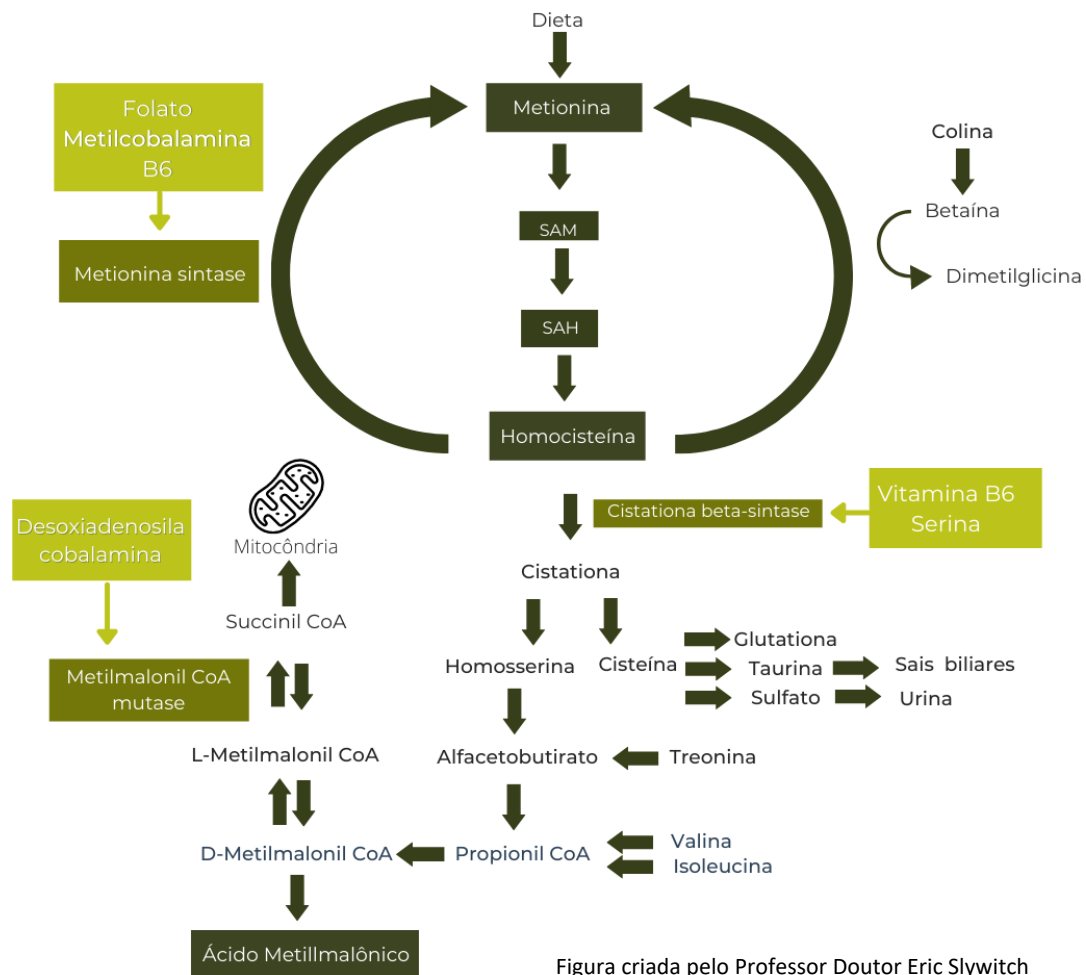 Dieta
Metionina
Folato
Metilcobalamina
B6
Metionina sintase
SAM
SAH
Homocisteína
Colina
Betaína
Dimetilglicina
Cistationa beta-sintase
Vitamina B6
Serina
Desoxiadenosila
cobalamina
Metilmalonil CoA
mutase
Mitocôndria
Succinil CoA
L-Metilmalonil CoA
D-Metilmalonil CoA
Ácido Metillmalônico
Cistationa
Homosserina
Cisteína
Glutationa
Taurina
Sais biliares
Sulfato
Urina
Alfacetobutirato
Treonina
Propionil CoA
Valina
Isoleucina
Figura criada pelo Professor Doutor Eric Slywitch